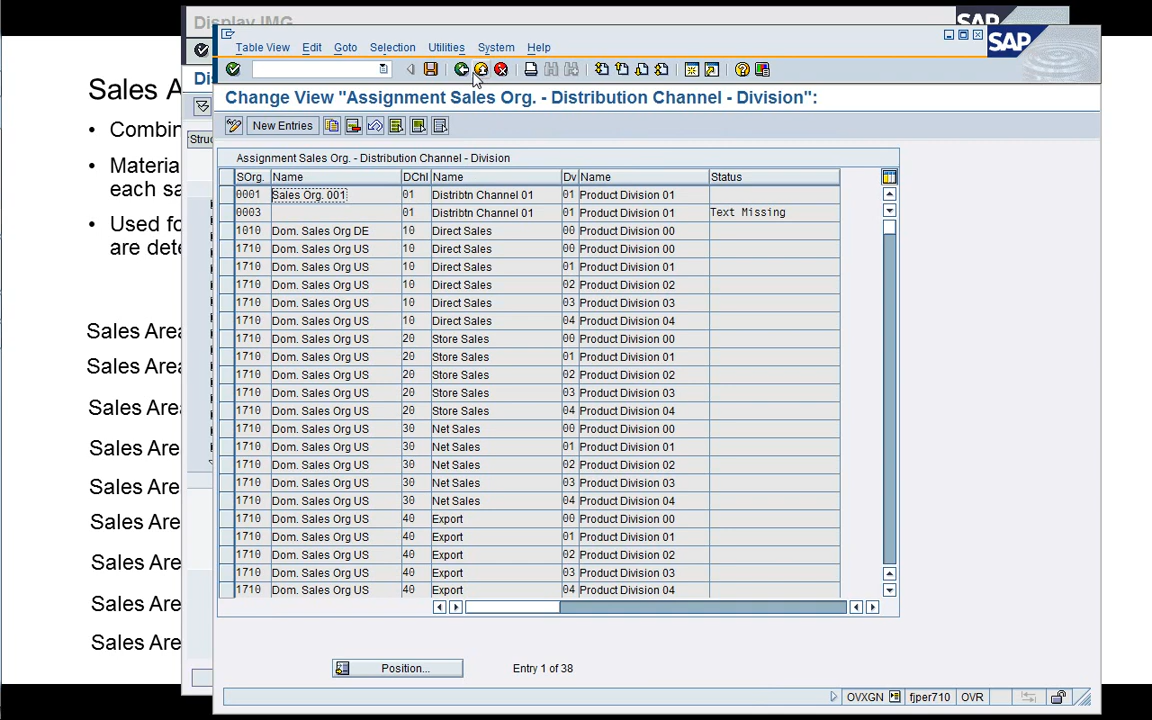 Display IMG
SAP
Table View Edit Goto Selection Utilities System Help
SAP
Change View "Assignment Sales Org. - Distribution Channel - Division":
New Entries
Assignment Sales Org. - Distribution Channel - Division
SOrg. Name DChl Name Dv Name Status
0001 Sales Org. 001 01 Distribtn Channel 01 01 Product Division 01
0003 01 Distribtn Channel 01 01 Product Division 01 Text Missing
1010 Dom. Sales Org DE 10 Direct Sales 00 Product Division 00
1710 Dom. Sales Org US 10 Direct Sales 00 Product Division 00
1710 Dom. Sales Org US 10 Direct Sales 01 Product Division 01
1710 Dom. Sales Org US 10 Direct Sales 02 Product Division 02
1710 Dom. Sales Org US 10 Direct Sales 03 Product Division 03
1710 Dom. Sales Org US 10 Direct Sales 04 Product Division 04
1710 Dom. Sales Org US 20 Store Sales 00 Product Division 00
1710 Dom. Sales Org US 20 Store Sales 01 Product Division 01
1710 Dom. Sales Org US 20 Store Sales 02 Product Division 02
1710 Dom. Sales Org US 20 Store Sales 03 Product Division 03
1710 Dom. Sales Org US 20 Store Sales 04 Product Division 04
1710 Dom. Sales Org US 30 Net Sales 00 Product Division 00
1710 Dom. Sales Org US 30 Net Sales 01 Product Division 01
1710 Dom. Sales Org US 30 Net Sales 02 Product Division 02
1710 Dom. Sales Org US 30 Net Sales 03 Product Division 03
1710 Dom. Sales Org US 30 Net Sales 04 Product Division 04
1710 Dom. Sales Org US 40 Export 00 Product Division 00
1710 Dom. Sales Org US 40 Export 01 Product Division 01
1710 Dom. Sales Org US 40 Export 02 Product Division 02
1710 Dom. Sales Org US 40 Export 03 Product Division 03
1710 Dom. Sales Org US 40 Export 04 Product Division 04
Position... Entry 1 of 38
OVXGN fjper710 OVR
Di
Struc
Sales A
• Combin
• Materia
each sa
• Used fo
are dete
Sales Area
Sales Area
Sales Area
Sales Are
Sales Are
Sales Are
Sales Are
Sales Are
Sales Are